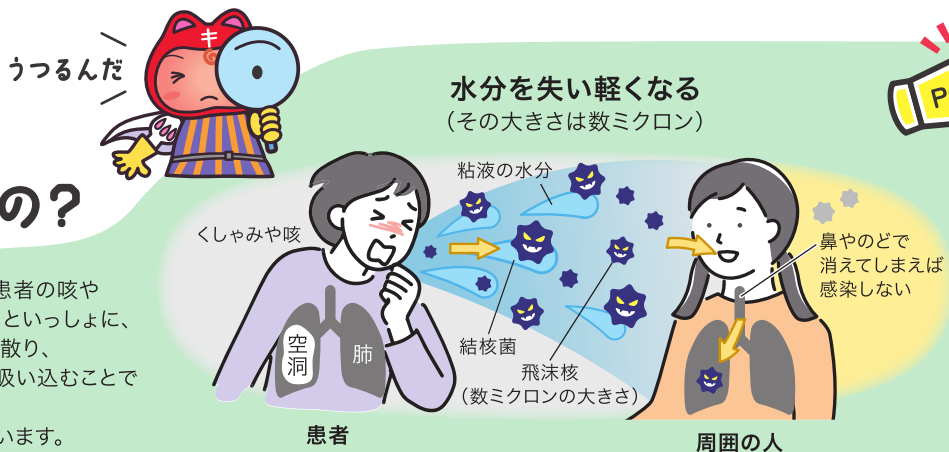 うつるんだ
キ
水分を失い軽くなる
（その大きさは数ミクロン）
P
の？
粘液の水分
くしゃみや咳
鼻やのどで
消えてしまえば
感染しない
患者の咳や
といっしょに、
散り、
吸い込むことで
います。
空洞
肺
結核菌
飛沫核
（数ミクロンの大きさ）
患者
周囲の人